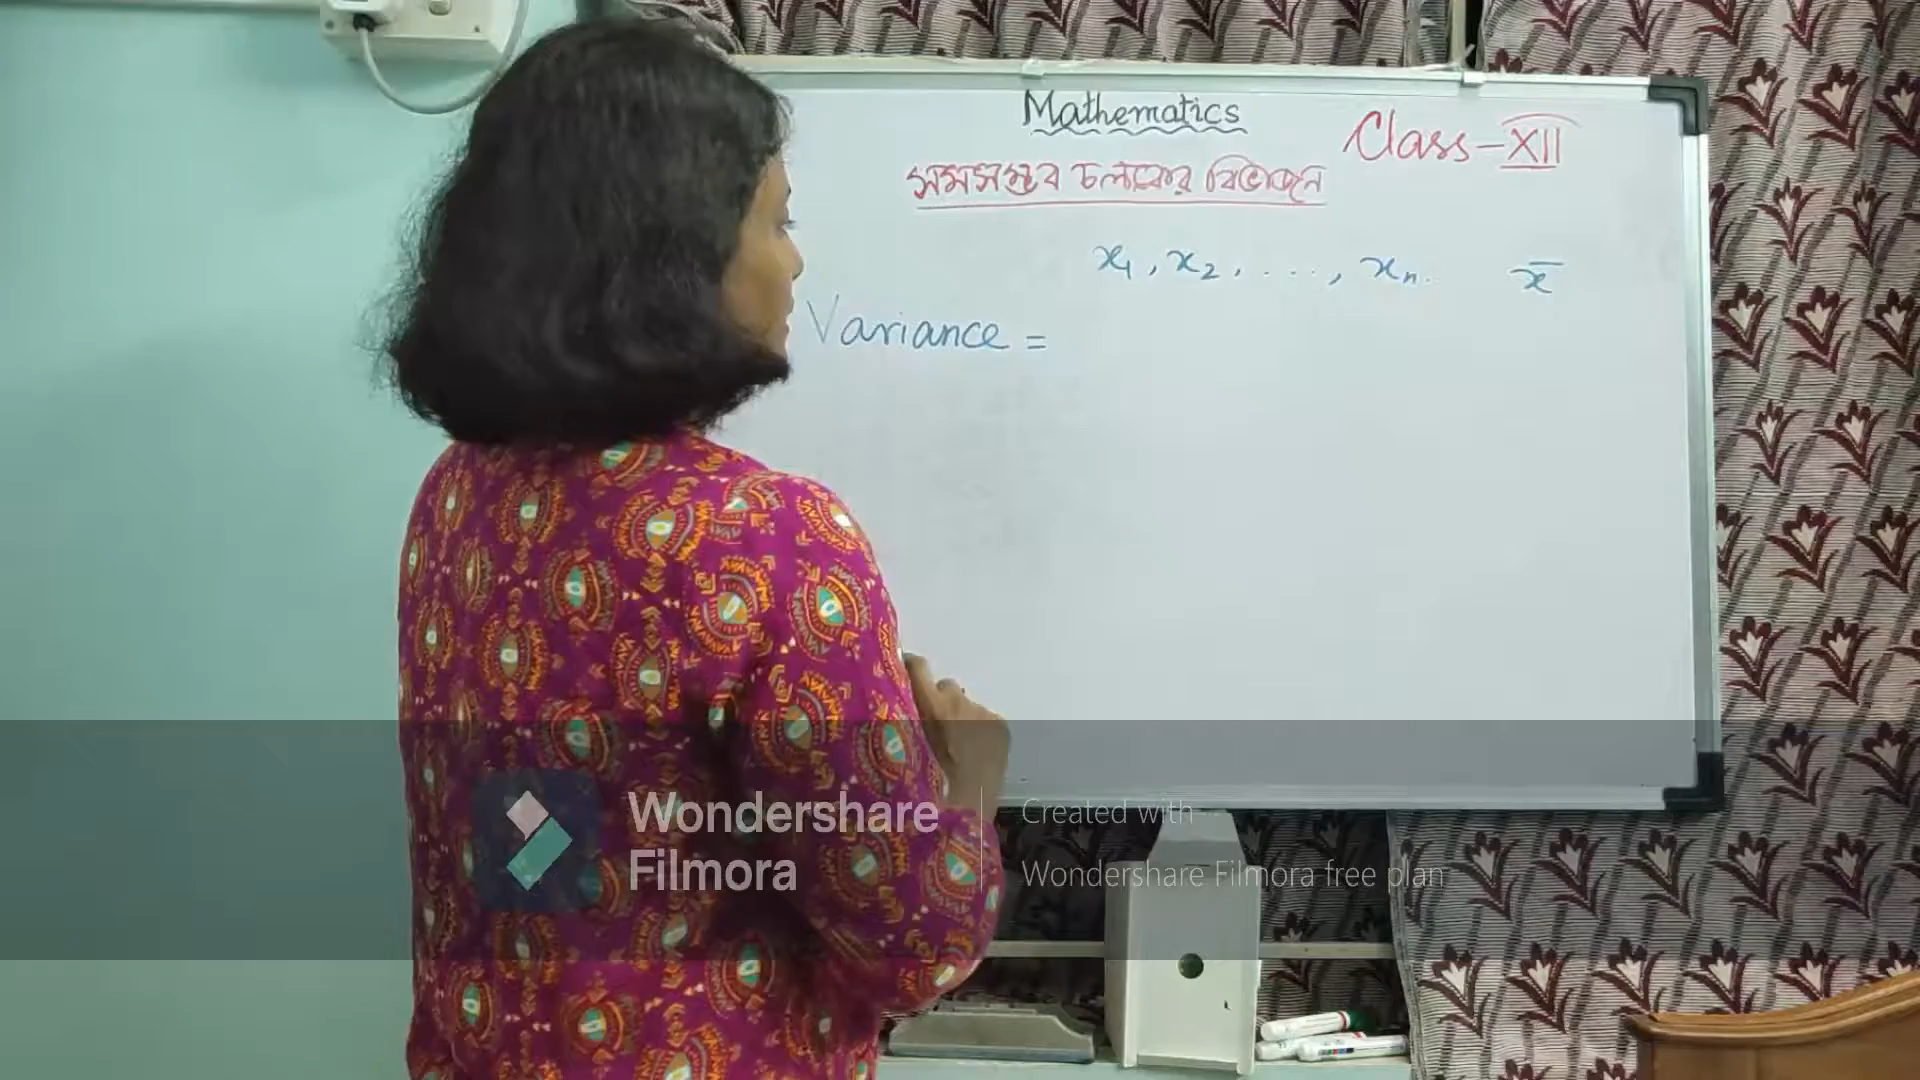 Mathematics
Class - XII
সমসম্ভব চলকের বিভাজন
x₁, x₂, ...., xₙ. x̄
Variance =
Wondershare Filmora
Created with
Wondershare Filmora free plan